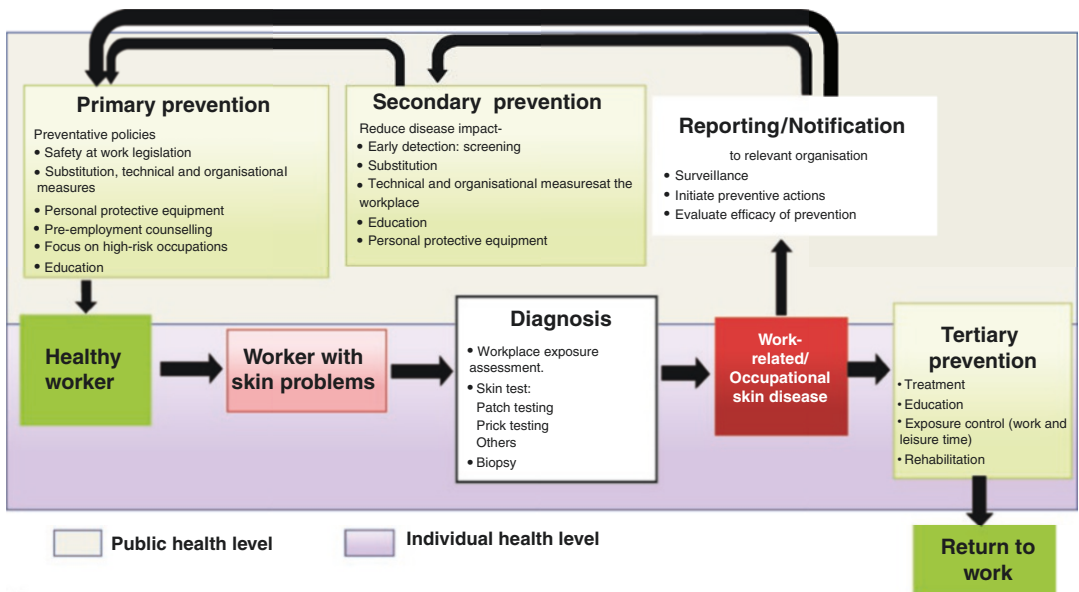 Primary prevention
Preventative policies
• Safety at work legislation
• Substitution, technical and organisational
measures
• Personal protective equipment
• Pre-employment counselling
• Focus on high-risk occupations
• Education
Secondary prevention
Reduce disease impact-
• Early detection: screening
• Substitution
• Technical and organisational measuresat the
workplace
• Education
• Personal protective equipment
Reporting/Notification
to relevant organisation
• Surveillance
• Initiate preventive actions
• Evaluate efficacy of prevention
Healthy
worker
Worker with
skin problems
Diagnosis
• Workplace exposure
assessment.
• Skin test:
Patch testing
Prick testing
Others
• Biopsy
Work-
related/
Occupational
skin disease
Tertiary
prevention
• Treatment
• Education
• Exposure control (work and
leisure time)
• Rehabilitation
Return to
work
Public health level
Individual health level